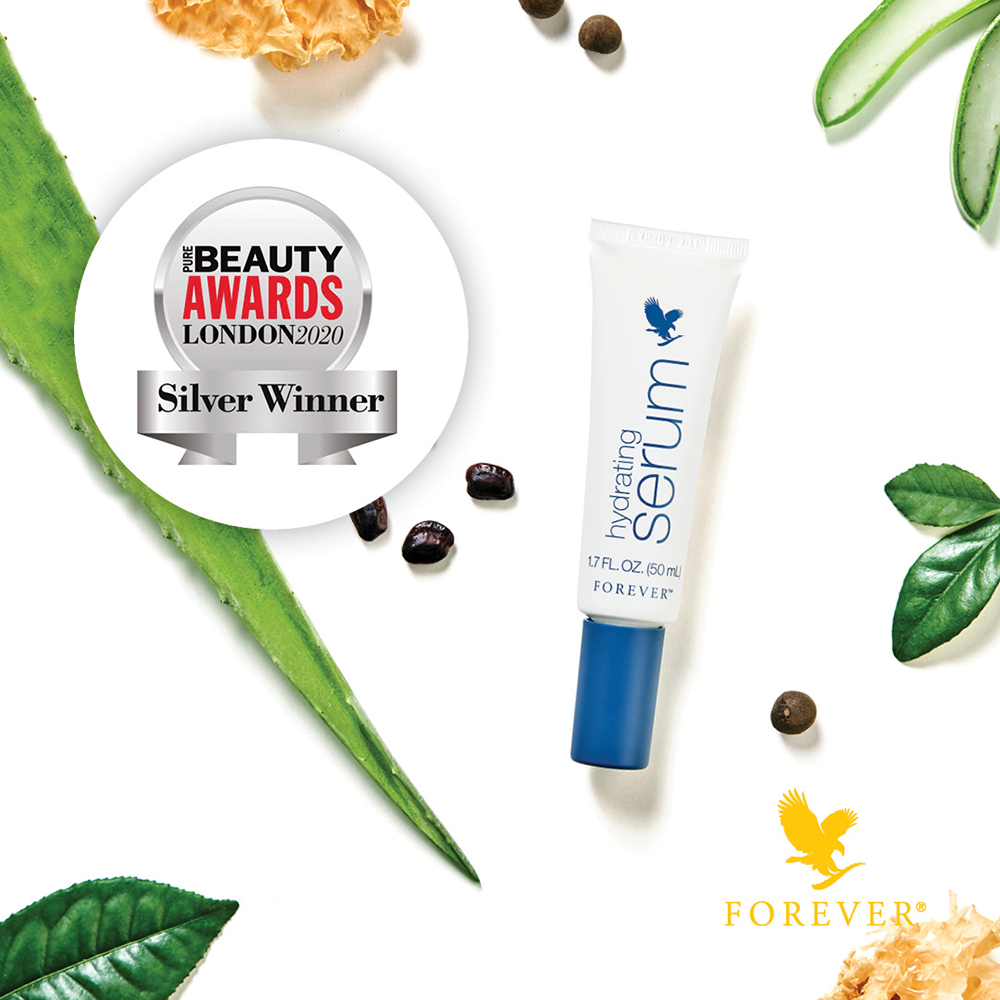 PURE
BEAUTY
AWARDS
LONDON2020
Silver Winner
hydrating
serum
1.7 FL. OZ. (50 mL)
FOREVER™
FOREVER®